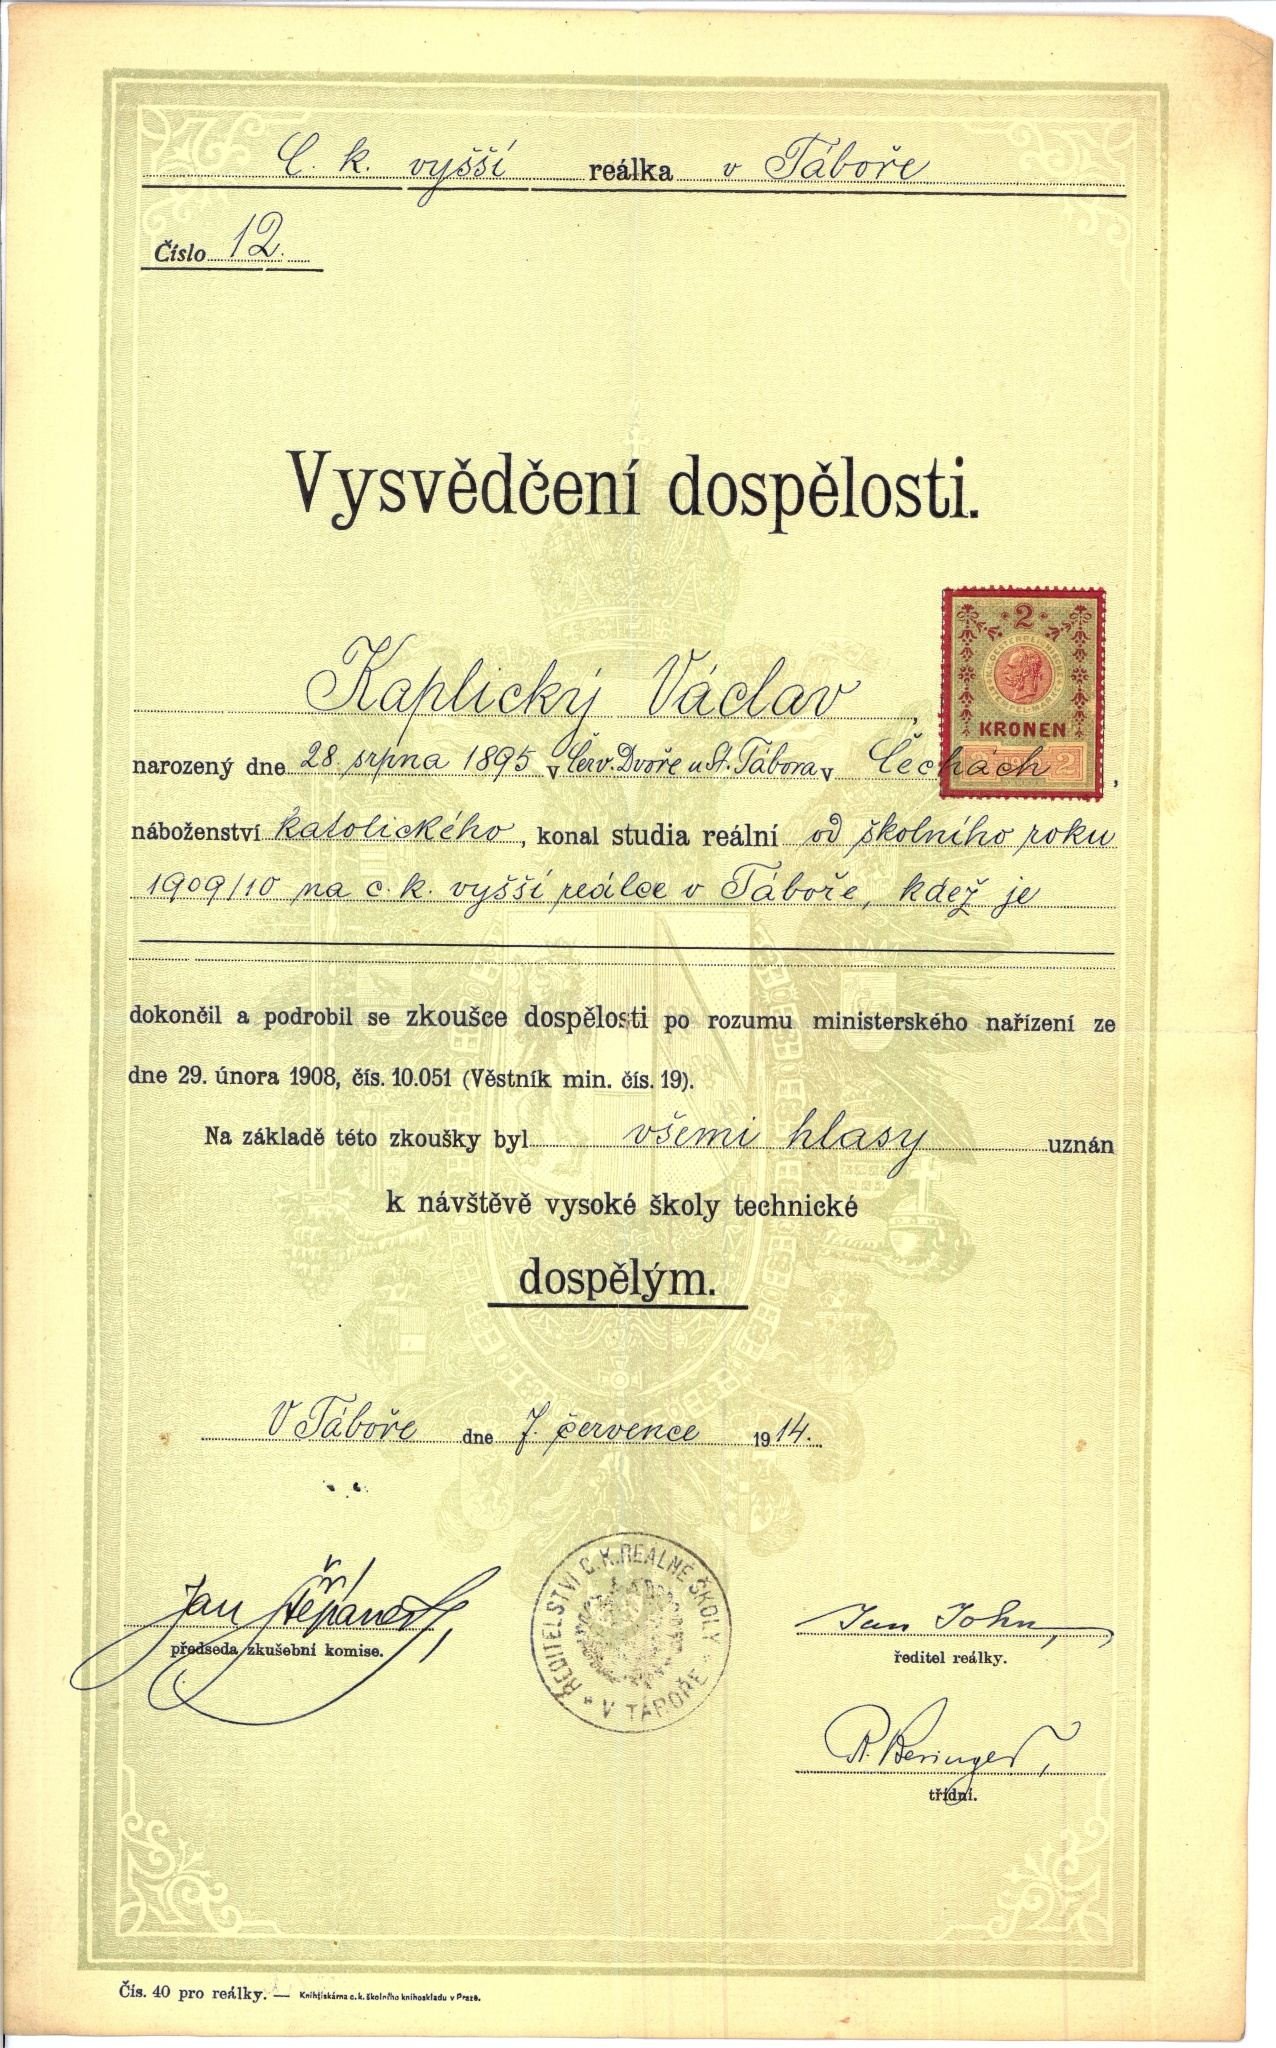 C. k. vyšší reálka v Táboře
Číslo 12.
Vysvědčení dospělosti.
2
KRONEN
2
Kaplický Václav,
narozený dne 28. srpna 1895 v Červ. Dvoře u St. Tábora v Čechách,
náboženství katolického, konal studia reální od školního roku
1909/10 na c. k. vyšší reálce v Táboře, kdež je
dokončil a podrobil se zkoušce dospělosti po rozumu ministerského nařízení ze
dne 29. února 1908, čís. 10.051 (Věstník min. čís. 19).
Na základě této zkoušky byl všemi hlasy uznán
k návštěvě vysoké školy technické
dospělým.
V Táboře dne 7. července 1914.
ŘEDITELSTVÍ C. K. REÁLNÉ ŠKOLY
* V TÁBOŘE *
Jan Štěpánek
předseda zkušební komise.
Jan John,
ředitel reálky.
R. Beringer,
třídní.
Čís. 40 pro reálky. — Knihtiskárna c. k. školního knihoskladu v Praze.